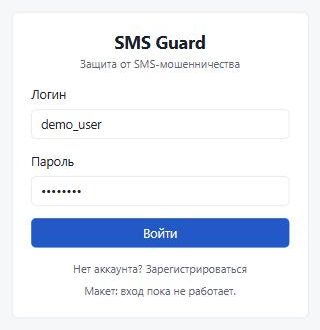 SMS Guard
Защита от SMS-мошенничества
Логин
demo_user
Пароль
••••••••
Войти
Нет аккаунта? Зарегистрироваться
Макет: вход пока не работает.